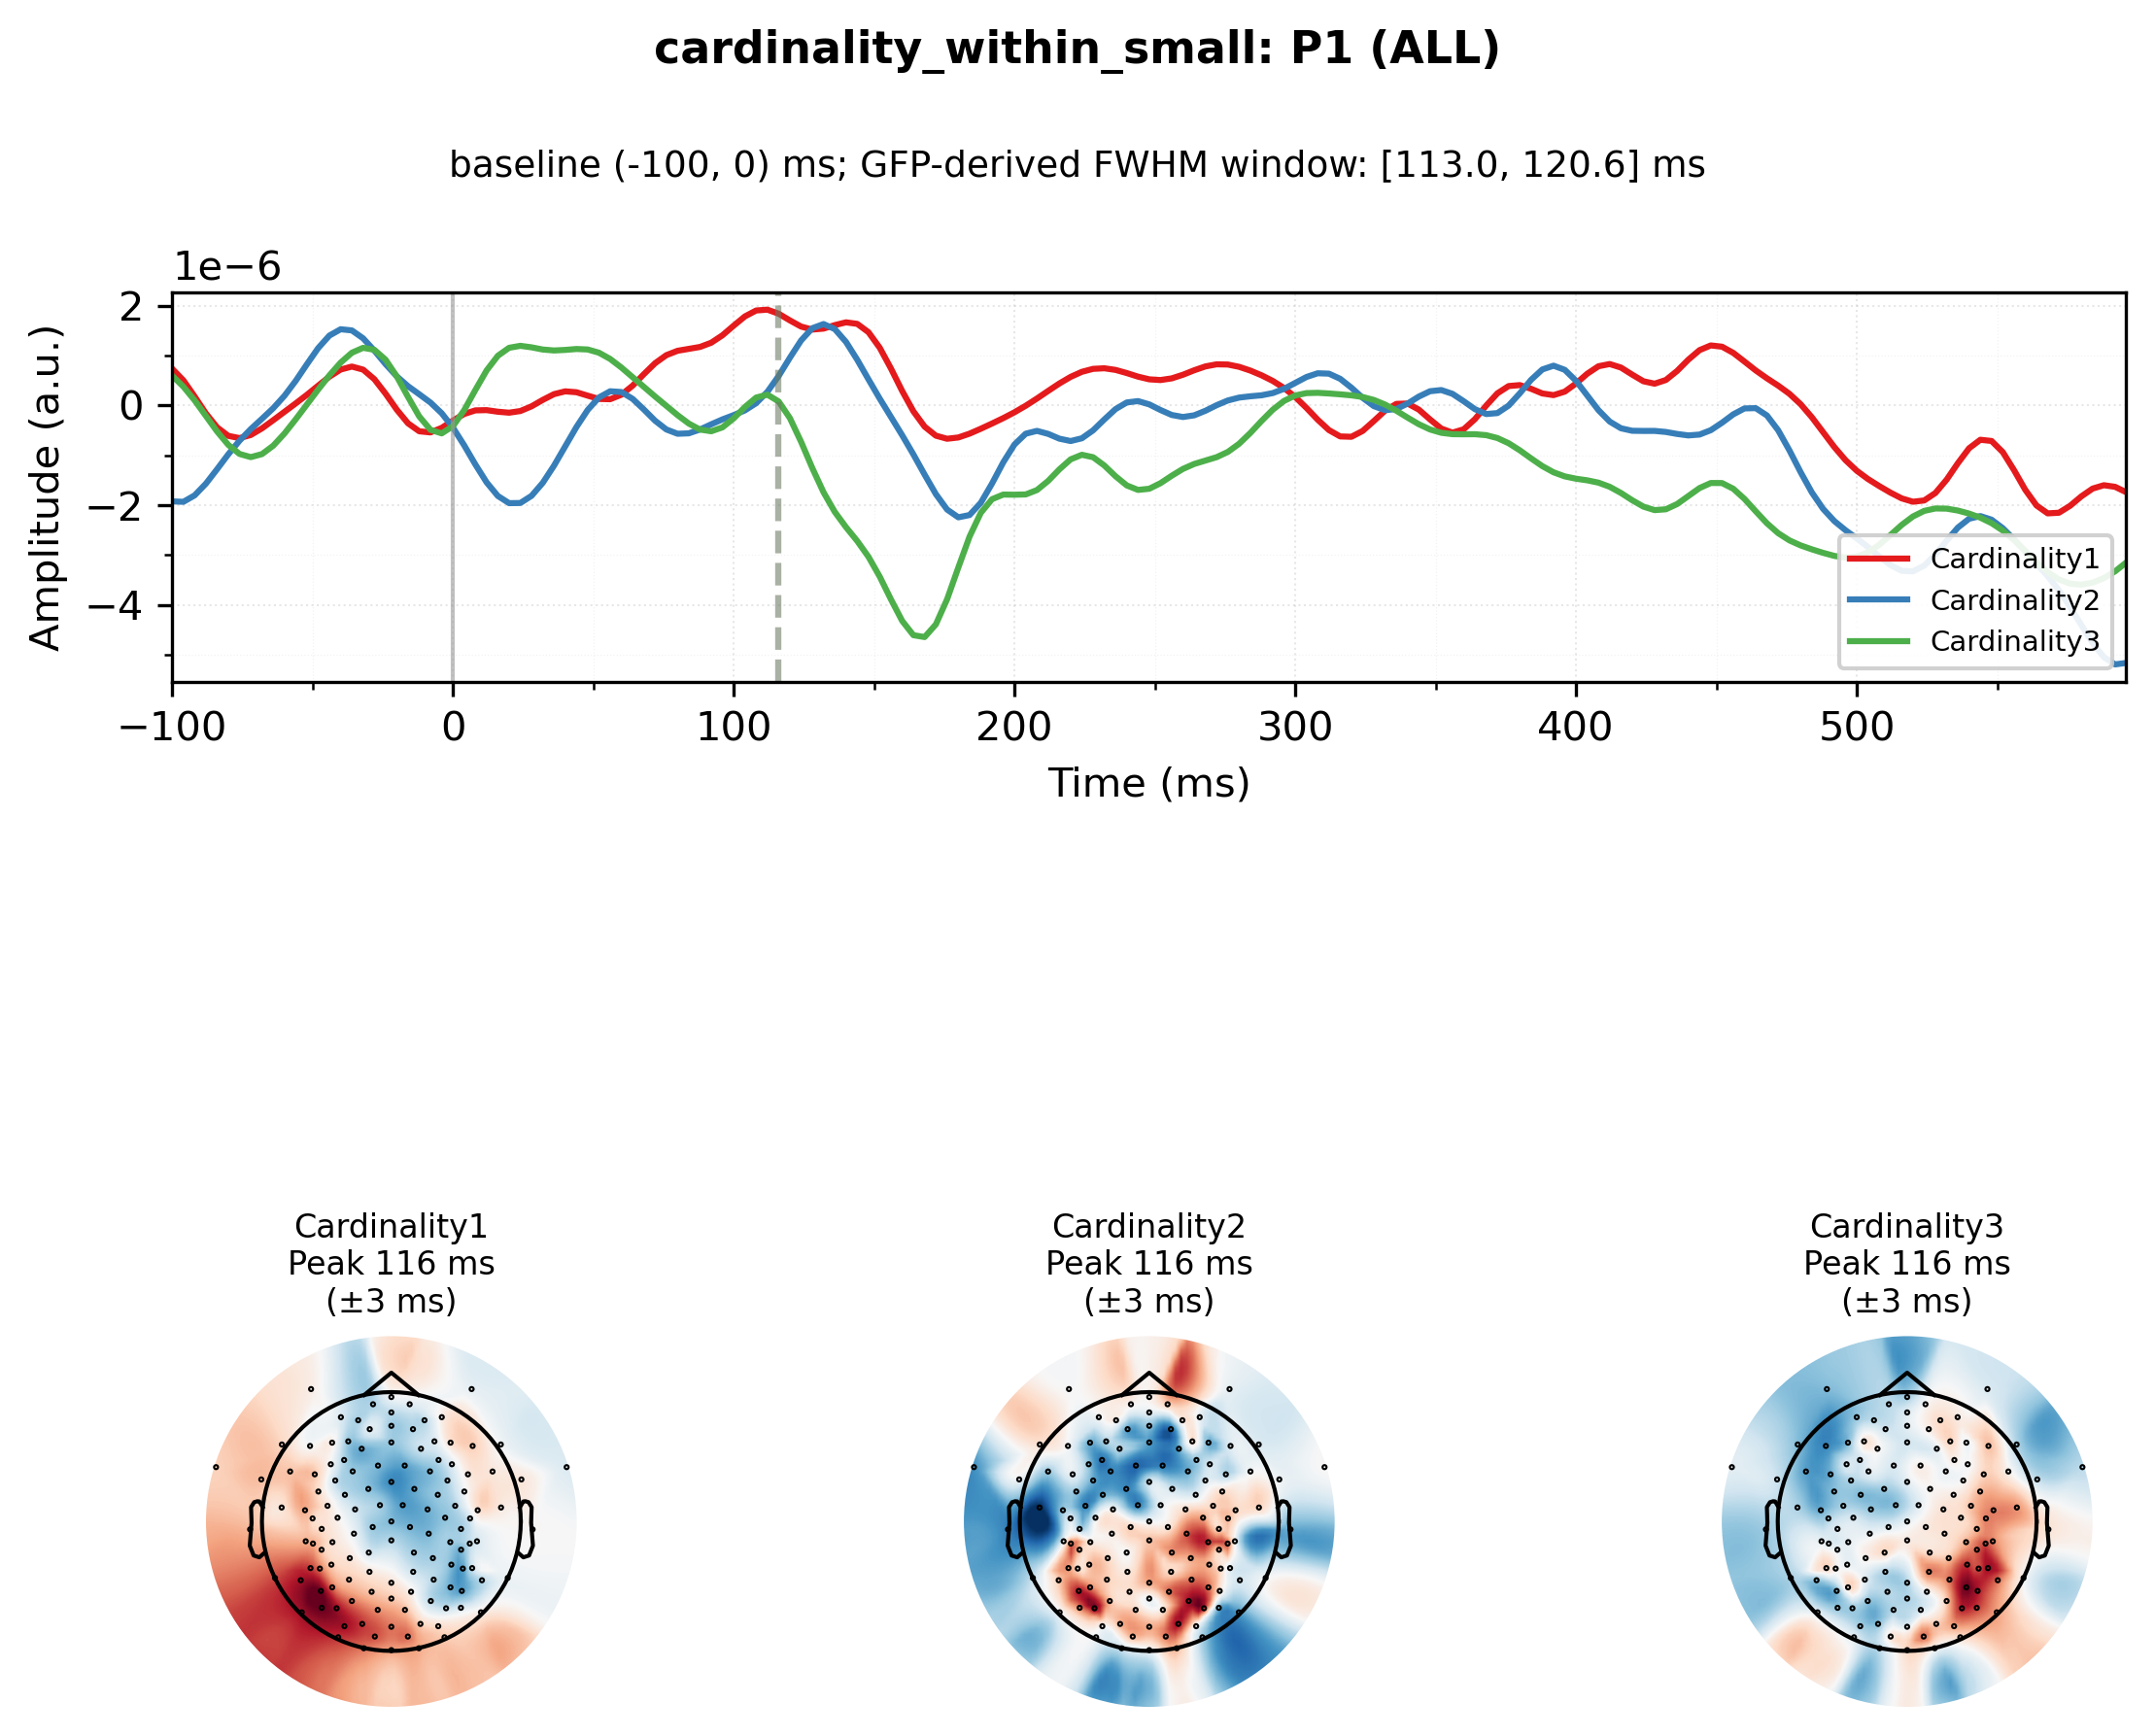 cardinality_within_small: P1 (ALL)
baseline (-100, 0) ms; GFP-derived FWHM window: [113.0, 120.6] ms
1e−6
2
0
−2
−4
Amplitude (a.u.)
−100 0 100 200 300 400 500
Time (ms)
Cardinality1
Cardinality2
Cardinality3
Cardinality1
Peak 116 ms
(±3 ms)
Cardinality2
Peak 116 ms
(±3 ms)
Cardinality3
Peak 116 ms
(±3 ms)